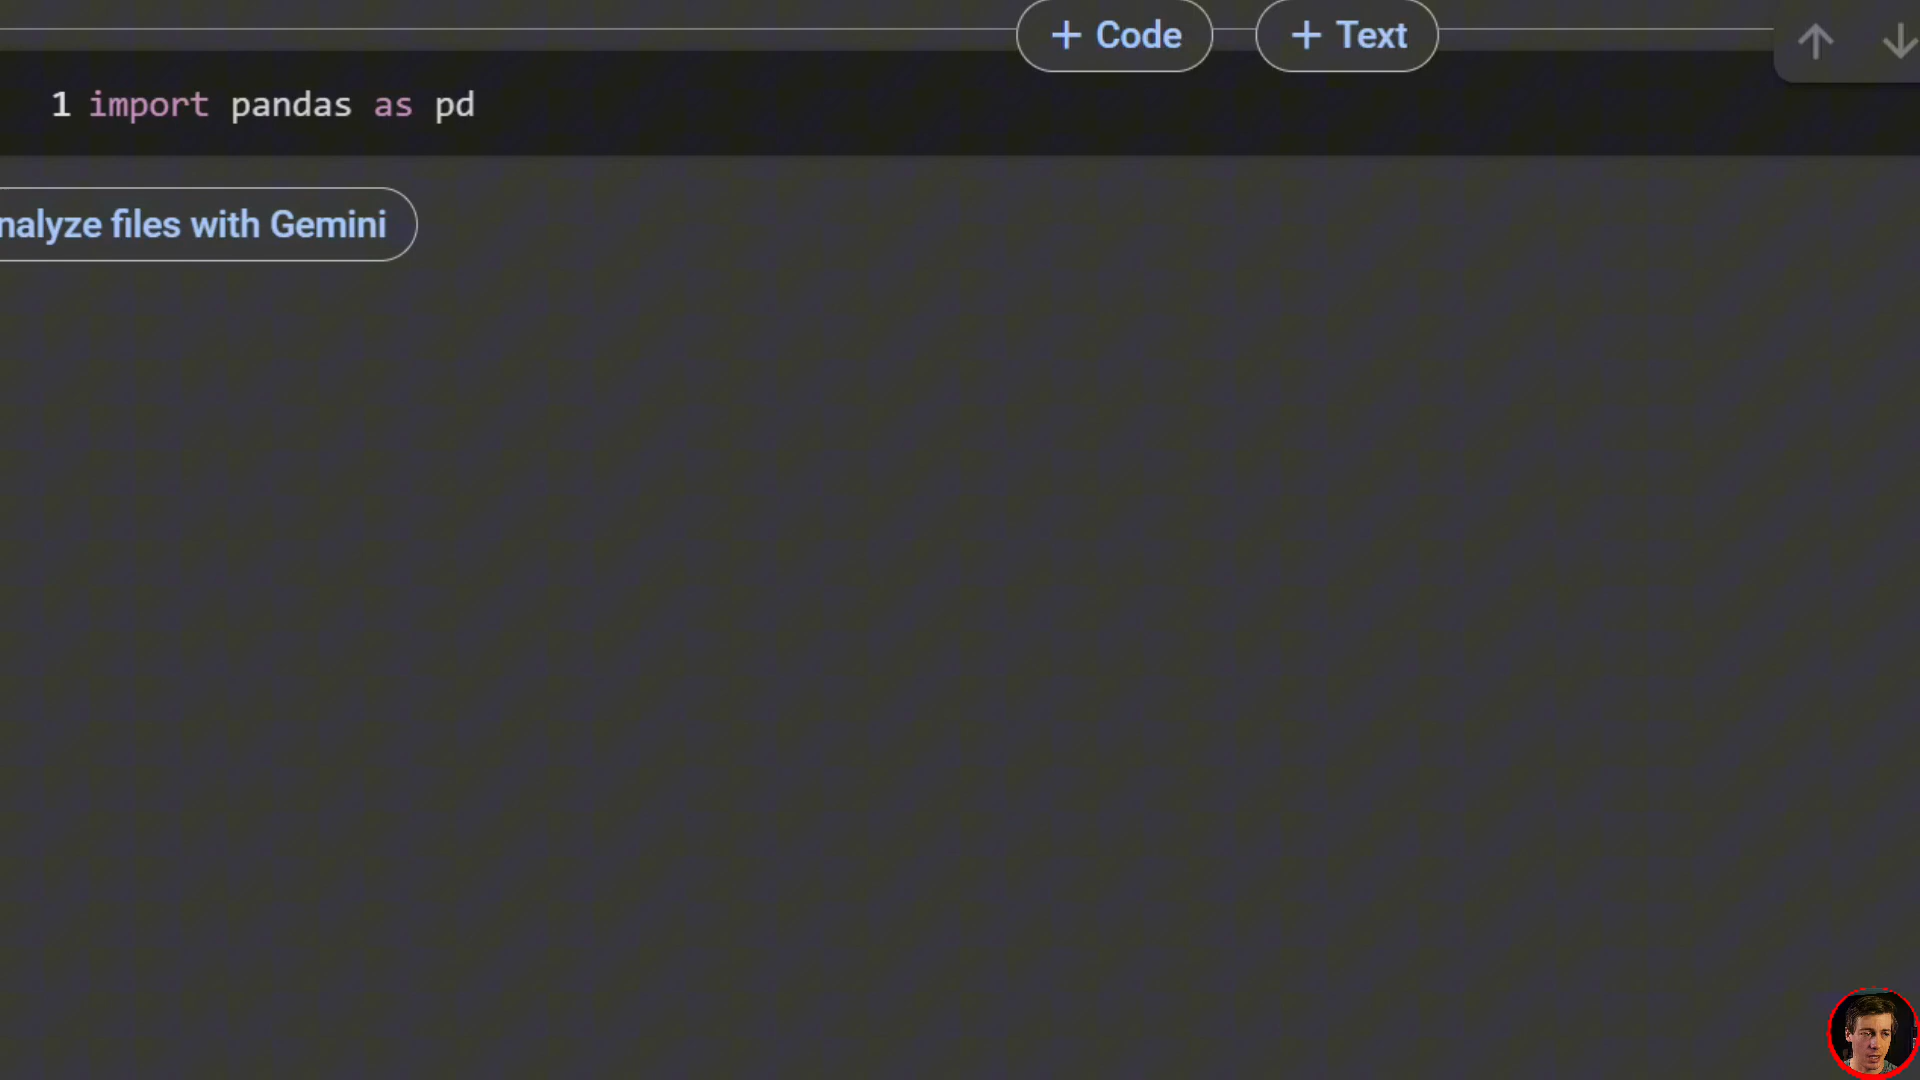 + Code + Text
1 import pandas as pd
nalyze files with Gemini